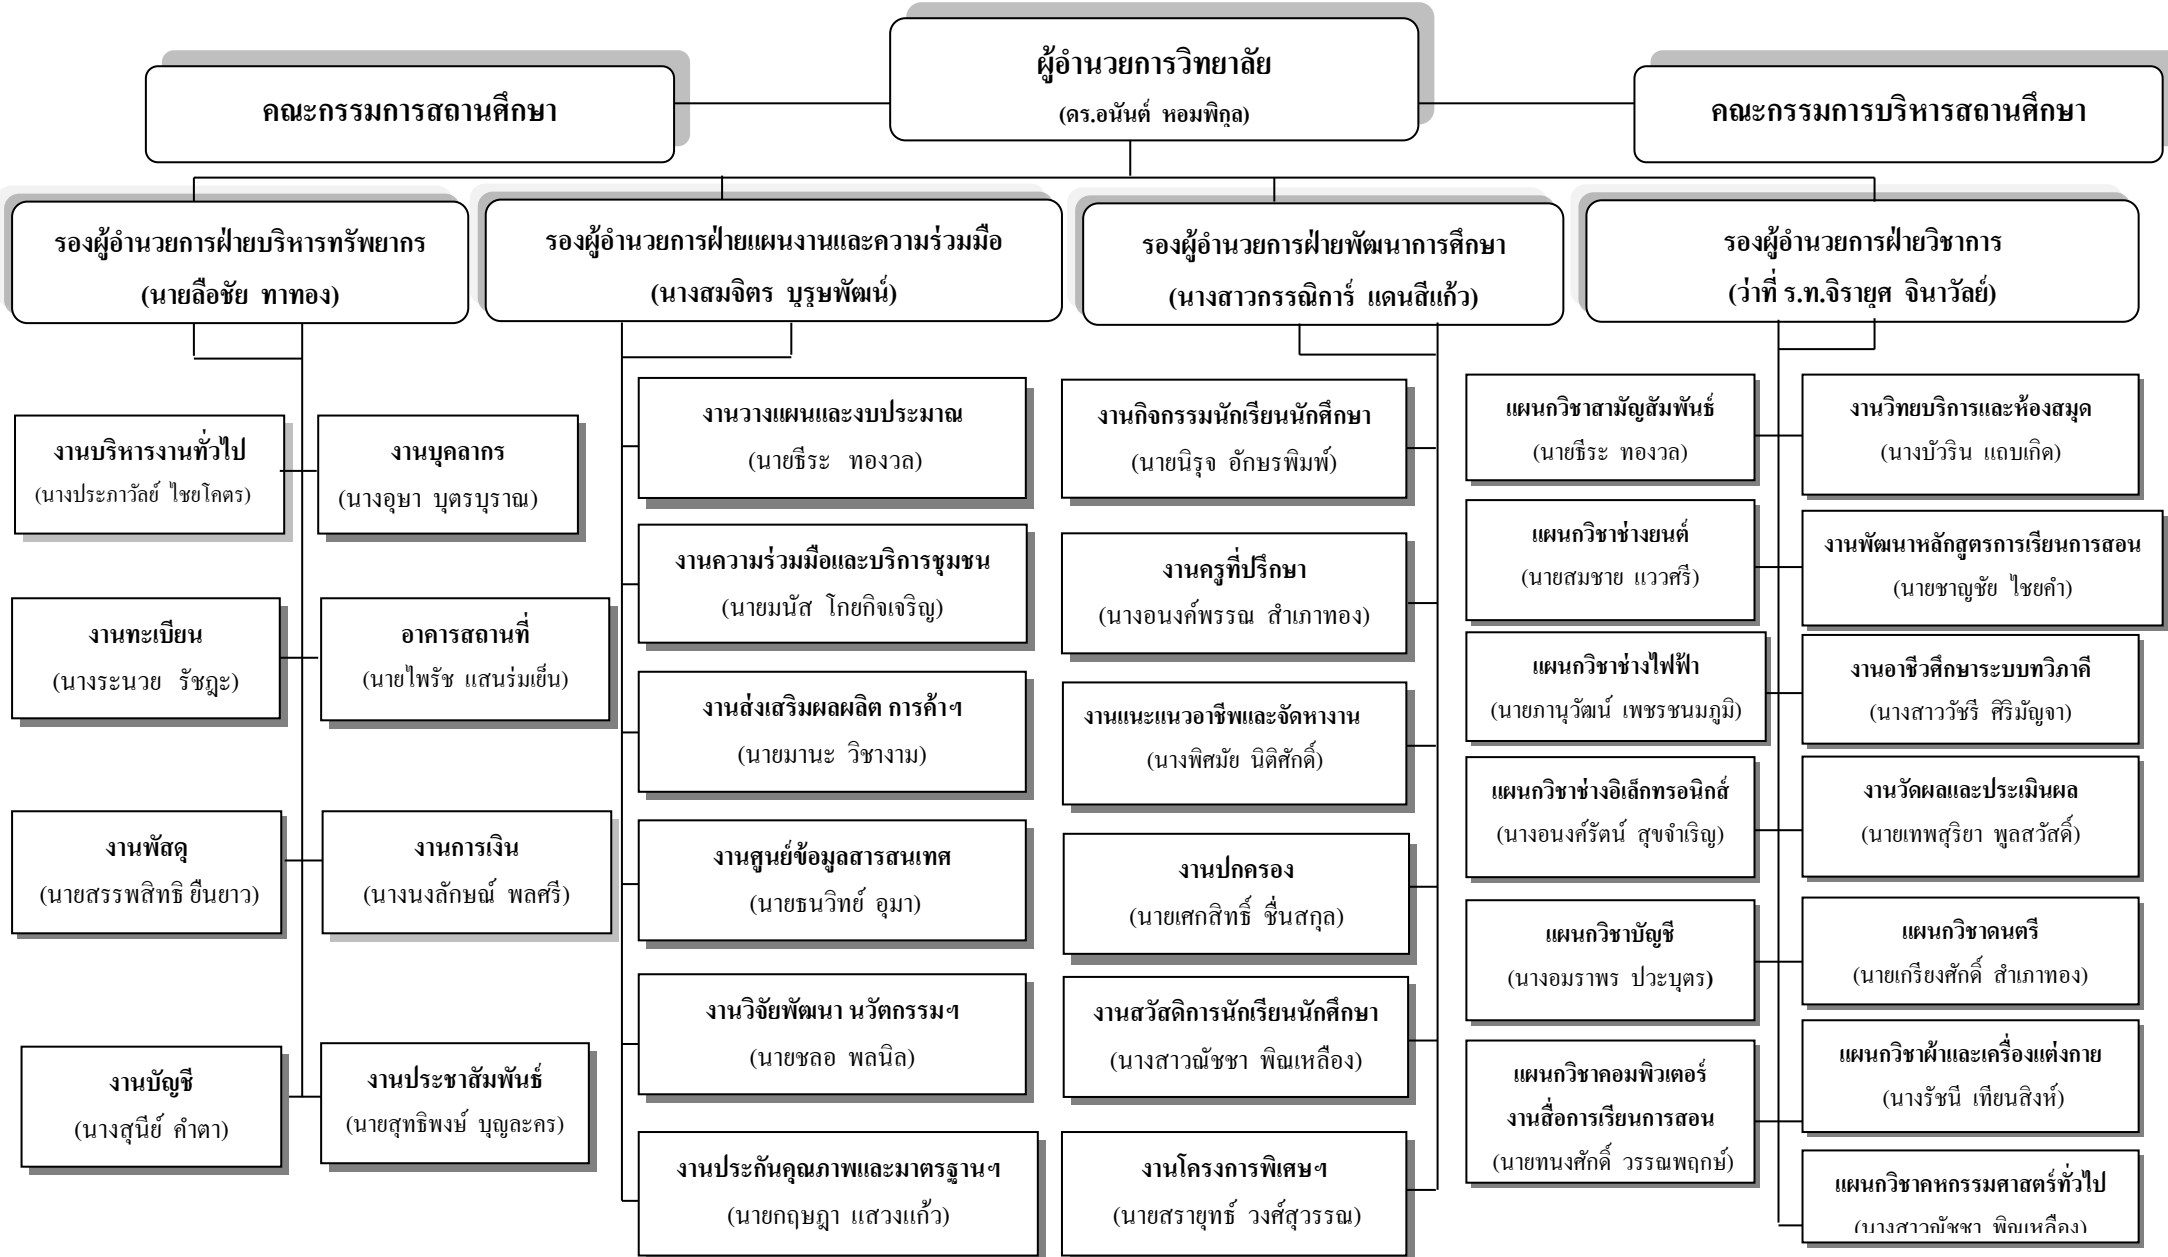 ผู้อำนวยการวิทยาลัย
(ดร.อนันต์ หอมพิกุล)
คณะกรรมการสถานศึกษา
คณะกรรมการบริหารสถานศึกษา
รองผู้อำนวยการฝ่ายบริหารทรัพยากร
(นายลือชัย ทาทอง)
รองผู้อำนวยการฝ่ายแผนงานและความร่วมมือ
(นางสมจิตร บุรุษพัฒน์)
รองผู้อำนวยการฝ่ายพัฒนาการศึกษา
(นางสาวกรรณิการ์ แดนสีแก้ว)
รองผู้อำนวยการฝ่ายวิชาการ
(ว่าที่ ร.ท.จิรายุศ จินาวัลย์)
งานบริหารงานทั่วไป
(นางประภาวัลย์ ไชยโคตร)
งานบุคลากร
(นางอุษา บุตรบุราณ)
งานทะเบียน
(นางระนวย รัชฎะ)
อาคารสถานที่
(นายไพรัช แสนร่มเย็น)
งานพัสดุ
(นายสรรพสิทธิ ยืนยาว)
งานการเงิน
(นางนงลักษณ์ พลศรี)
งานบัญชี
(นางสุนีย์ คำตา)
งานประชาสัมพันธ์
(นายสุทธิพงษ์ บุญละคร)
งานวางแผนและงบประมาณ
(นายธีระ ทองวล)
งานความร่วมมือและบริการชุมชน
(นายมนัส โกยกิจเจริญ)
งานส่งเสริมผลผลิต การค้าฯ
(นายมานะ วิชางาม)
งานศูนย์ข้อมูลสารสนเทศ
(นายธนวิทย์ อุมา)
งานวิจัยพัฒนา นวัตกรรมฯ
(นายชลอ พลนิล)
งานประกันคุณภาพและมาตรฐานฯ
(นายกฤษฎา แสวงแก้ว)
งานกิจกรรมนักเรียนนักศึกษา
(นายนิรุจ อักษรพิมพ์)
งานครูที่ปรึกษา
(นางอนงค์พรรณ สำเภาทอง)
งานแนะแนวอาชีพและจัดหางาน
(นางพิศมัย นิติศักดิ์)
งานปกครอง
(นายเศกสิทธิ์ ชื่นสกุล)
งานสวัสดิการนักเรียนนักศึกษา
(นางสาวณัชชา พิณเหลือง)
งานโครงการพิเศษฯ
(นายสรายุทธ์ วงศ์สุวรรณ)
แผนกวิชาสามัญสัมพันธ์
(นายธีระ ทองวล)
งานวิทยบริการและห้องสมุด
(นางบัวริน แถบเกิด)
แผนกวิชาช่างยนต์
(นายสมชาย แววศรี)
งานพัฒนาหลักสูตรการเรียนการสอน
(นายชาญชัย ไชยคำ)
แผนกวิชาช่างไฟฟ้า
(นายภานุวัฒน์ เพชรชนมภูมิ)
งานอาชีวศึกษาระบบทวิภาคี
(นางสาววัชรี ศิริมัญจา)
แผนกวิชาช่างอิเล็กทรอนิกส์
(นางอนงค์รัตน์ สุขจำเริญ)
งานวัดผลและประเมินผล
(นายเทพสุริยา พูลสวัสดิ์)
แผนกวิชาบัญชี
(นางอมราพร ปวะบุตร)
แผนกวิชาดนตรี
(นายเกรียงศักดิ์ สำเภาทอง)
แผนกวิชาคอมพิวเตอร์
งานสื่อการเรียนการสอน
(นายทนงศักดิ์ วรรณพฤกษ์)
แผนกวิชาผ้าและเครื่องแต่งกาย
(นางรัชนี เทียนสิงห์)
แผนกวิชาคหกรรมศาสตร์ทั่วไป
(นางสาวณัชชา พิณเหลือง)